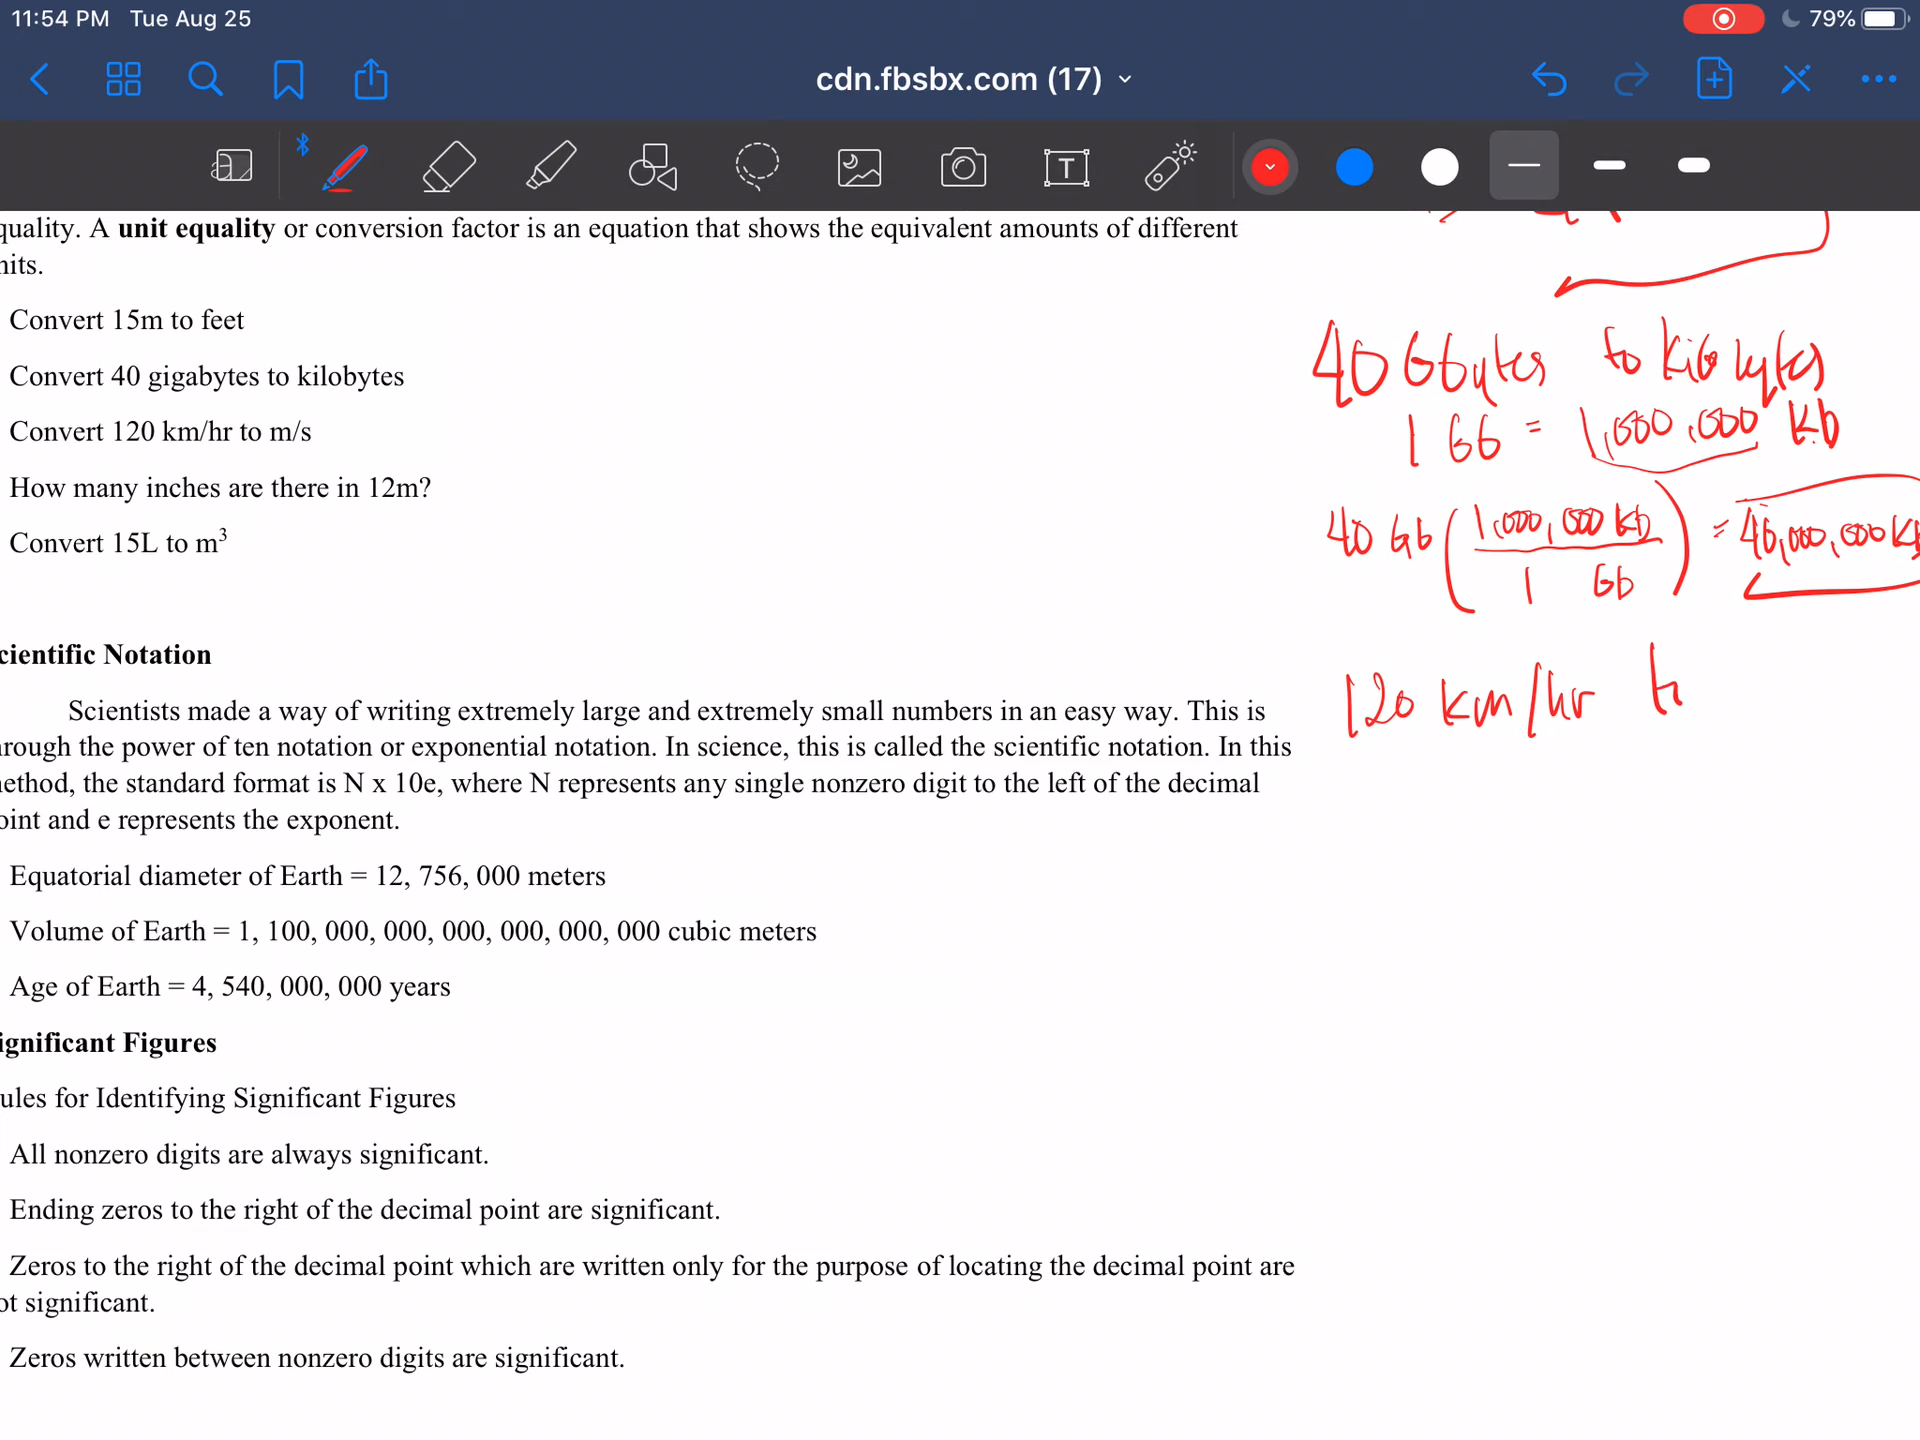 11:54 PM Tue Aug 25
79%
cdn.fbsbx.com (17)
T
quality. A unit equality or conversion factor is an equation that shows the equivalent amounts of different
nits.
Convert 15m to feet
Convert 40 gigabytes to kilobytes
Convert 120 km/hr to m/s
How many inches are there in 12m?
Convert 15L to m³
cientific Notation
Scientists made a way of writing extremely large and extremely small numbers in an easy way. This is
rough the power of ten notation or exponential notation. In science, this is called the scientific notation. In this
ethod, the standard format is N x 10e, where N represents any single nonzero digit to the left of the decimal
oint and e represents the exponent.
Equatorial diameter of Earth = 12, 756, 000 meters
Volume of Earth = 1, 100, 000, 000, 000, 000, 000, 000 cubic meters
Age of Earth = 4, 540, 000, 000 years
ignificant Figures
ules for Identifying Significant Figures
All nonzero digits are always significant.
Ending zeros to the right of the decimal point are significant.
Zeros to the right of the decimal point which are written only for the purpose of locating the decimal point are
ot significant.
Zeros written between nonzero digits are significant.
40 Gbytes to kilobytes
1 Gb = 1,000,000 kb
40 Gb ( 1,000,000 kb / 1 Gb ) = 40,000,000 k
120 km/hr t